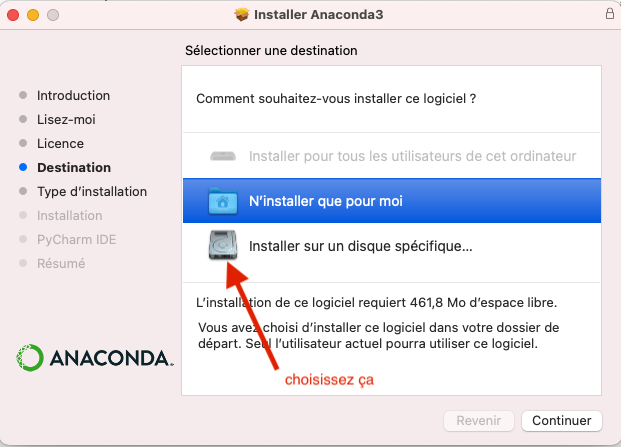 Installer Anaconda3
Sélectionner une destination
Introduction
Lisez-moi
Licence
Destination
Type d'installation
Installation
PyCharm IDE
Résumé
ANACONDA.
Comment souhaitez-vous installer ce logiciel ?
Installer pour tous les utilisateurs de cet ordinateur
N'installer que pour moi
Installer sur un disque spécifique...
L'installation de ce logiciel requiert 461,8 Mo d'espace libre.
Vous avez choisi d'installer ce logiciel dans votre dossier de
départ. Seul l'utilisateur actuel pourra utiliser ce logiciel.
choisissez ça
Revenir
Continuer